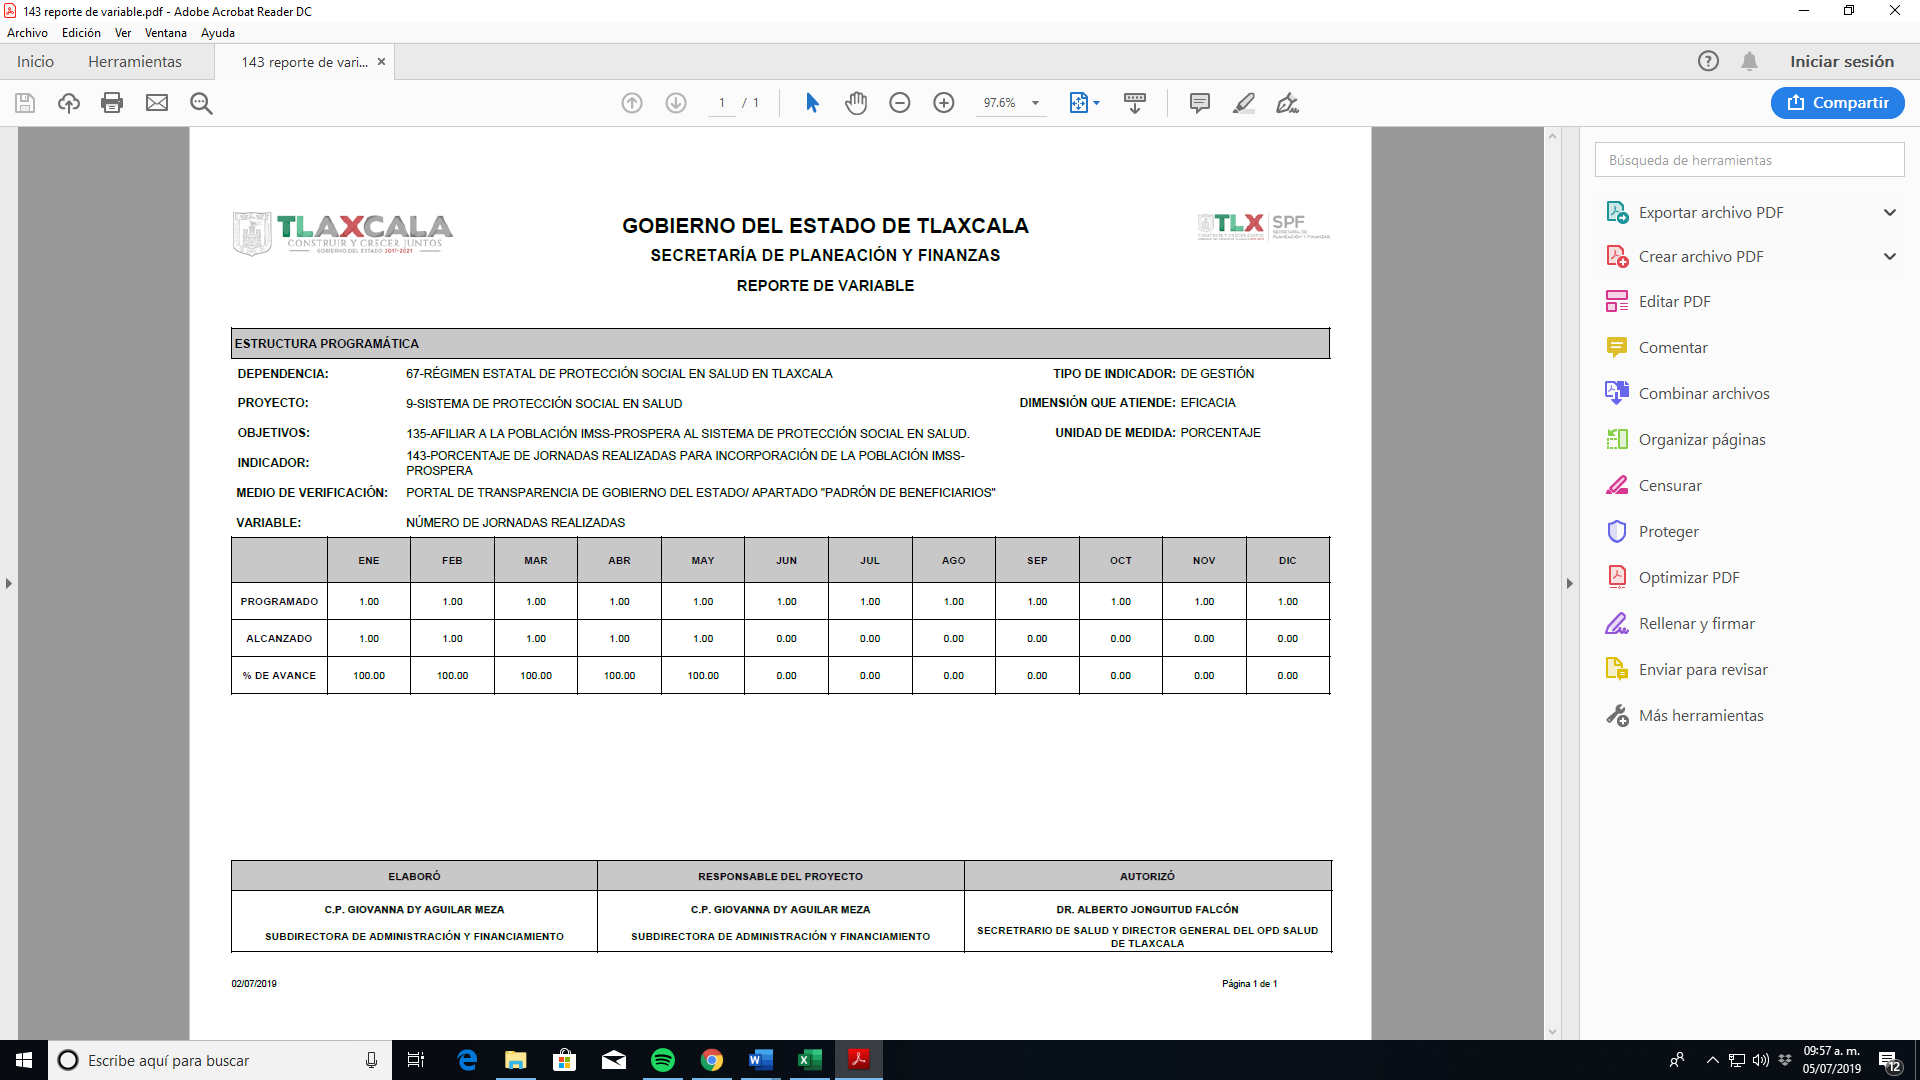 143 reporte de variable.pdf - Adobe Acrobat Reader DC
Archivo Edición Ver Ventana Ayuda
Inicio Herramientas 143 reporte de vari... Iniciar sesión
1 / 1 97.6% Compartir
Búsqueda de herramientas
Exportar archivo PDF
Crear archivo PDF
Editar PDF
Comentar
Combinar archivos
Organizar páginas
Censurar
Proteger
Optimizar PDF
Rellenar y firmar
Enviar para revisar
Más herramientas
TLAXCALA
CONSTRUIR Y CRECER JUNTOS
GOBIERNO DEL ESTADO 2017-2021
GOBIERNO DEL ESTADO DE TLAXCALA
SECRETARÍA DE PLANEACIÓN Y FINANZAS
REPORTE DE VARIABLE
TLX SPF
SECRETARÍA DE
PLANEACIÓN Y FINANZAS
ESTRUCTURA PROGRAMÁTICA
DEPENDENCIA: 67-RÉGIMEN ESTATAL DE PROTECCIÓN SOCIAL EN SALUD EN TLAXCALA TIPO DE INDICADOR: DE GESTIÓN
PROYECTO: 9-SISTEMA DE PROTECCIÓN SOCIAL EN SALUD DIMENSIÓN QUE ATIENDE: EFICACIA
OBJETIVOS: 135-AFILIAR A LA POBLACIÓN IMSS-PROSPERA AL SISTEMA DE PROTECCIÓN SOCIAL EN SALUD. UNIDAD DE MEDIDA: PORCENTAJE
INDICADOR: 143-PORCENTAJE DE JORNADAS REALIZADAS PARA INCORPORACIÓN DE LA POBLACIÓN IMSS-
PROSPERA
MEDIO DE VERIFICACIÓN: PORTAL DE TRANSPARENCIA DE GOBIERNO DEL ESTADO/ APARTADO "PADRÓN DE BENEFICIARIOS"
VARIABLE: NÚMERO DE JORNADAS REALIZADAS
ENE FEB MAR ABR MAY JUN JUL AGO SEP OCT NOV DIC
PROGRAMADO 1.00 1.00 1.00 1.00 1.00 1.00 1.00 1.00 1.00 1.00 1.00 1.00
ALCANZADO 1.00 1.00 1.00 1.00 1.00 0.00 0.00 0.00 0.00 0.00 0.00 0.00
% DE AVANCE 100.00 100.00 100.00 100.00 100.00 0.00 0.00 0.00 0.00 0.00 0.00 0.00
ELABORÓ RESPONSABLE DEL PROYECTO AUTORIZÓ
C.P. GIOVANNA DY AGUILAR MEZA C.P. GIOVANNA DY AGUILAR MEZA DR. ALBERTO JONGUITUD FALCÓN
SUBDIRECTORA DE ADMINISTRACIÓN Y FINANCIAMIENTO SUBDIRECTORA DE ADMINISTRACIÓN Y FINANCIAMIENTO SECRETRARIO DE SALUD Y DIRECTOR GENERAL DEL OPD SALUD
DE TLAXCALA
02/07/2019 Página 1 de 1
Escribe aquí para buscar
09:57 a. m.
05/07/2019
12